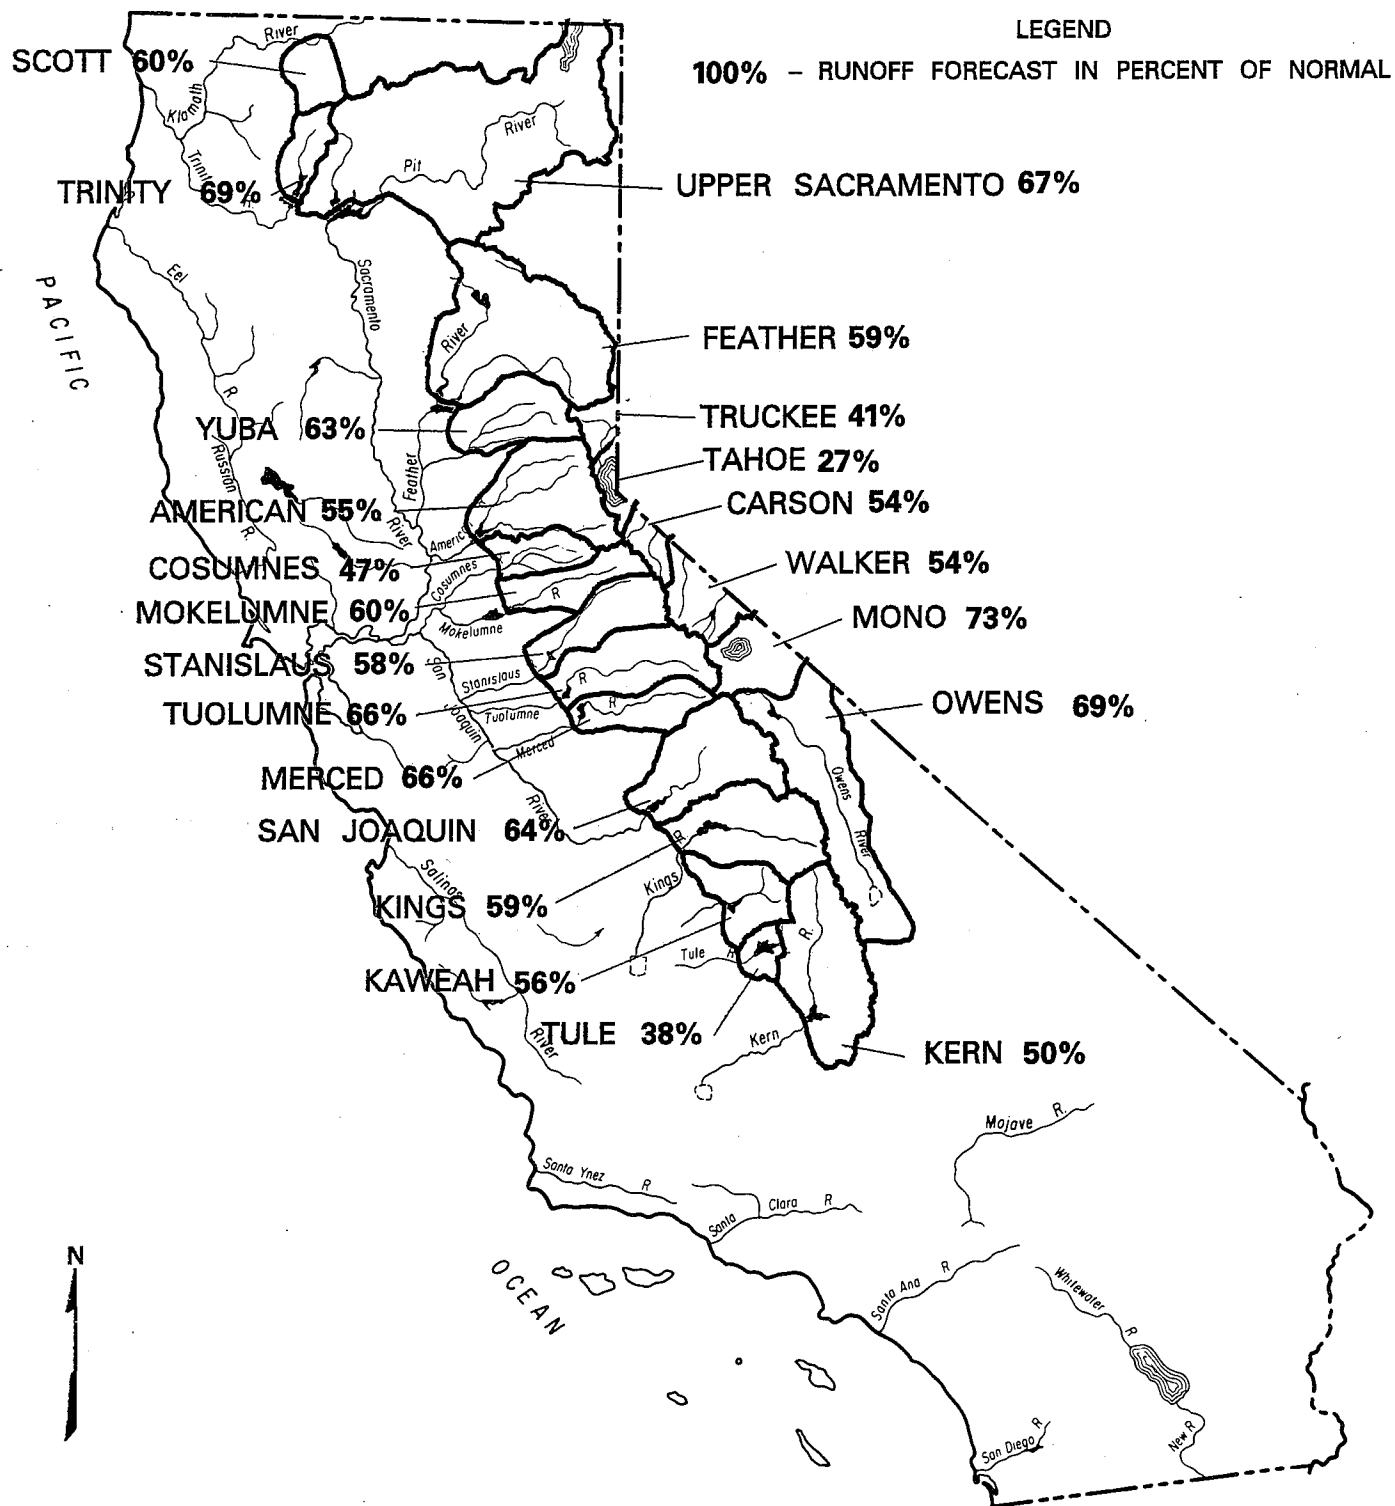 LEGEND
100% – RUNOFF FORECAST IN PERCENT OF NORMAL
River
SCOTT 60%
Klamath
River
Pit
Trinity
R.
TRINITY 69%
UPPER SACRAMENTO 67%
PACIFIC
Eel
Sacramento
River
FEATHER 59%
R
TRUCKEE 41%
YUBA 63%
Russian
R.
Feather
TAHOE 27%
CARSON 54%
AMERICAN 55%
River
America
COSUMNES 47%
Cosumnes
WALKER 54%
MOKELUMNE 60%
R
Mokelumne
MONO 73%
STANISLAUS 58%
San
Joaquin
River
Stanislaus
R
TUOLUMNE 66%
Tuolumne
R
OWENS 69%
MERCED 66%
Merced
Owens
River
SAN JOAQUIN 64%
R.
Kings
Salinas
KINGS 59%
R.
Tule R
KAWEAH 56%
TULE 38%
River
Kern
KERN 50%
Mojave R.
Santa Ynez R
Santa Clara R
N
OCEAN
Santa Ana R
Whitewater R
San Diego R
New R